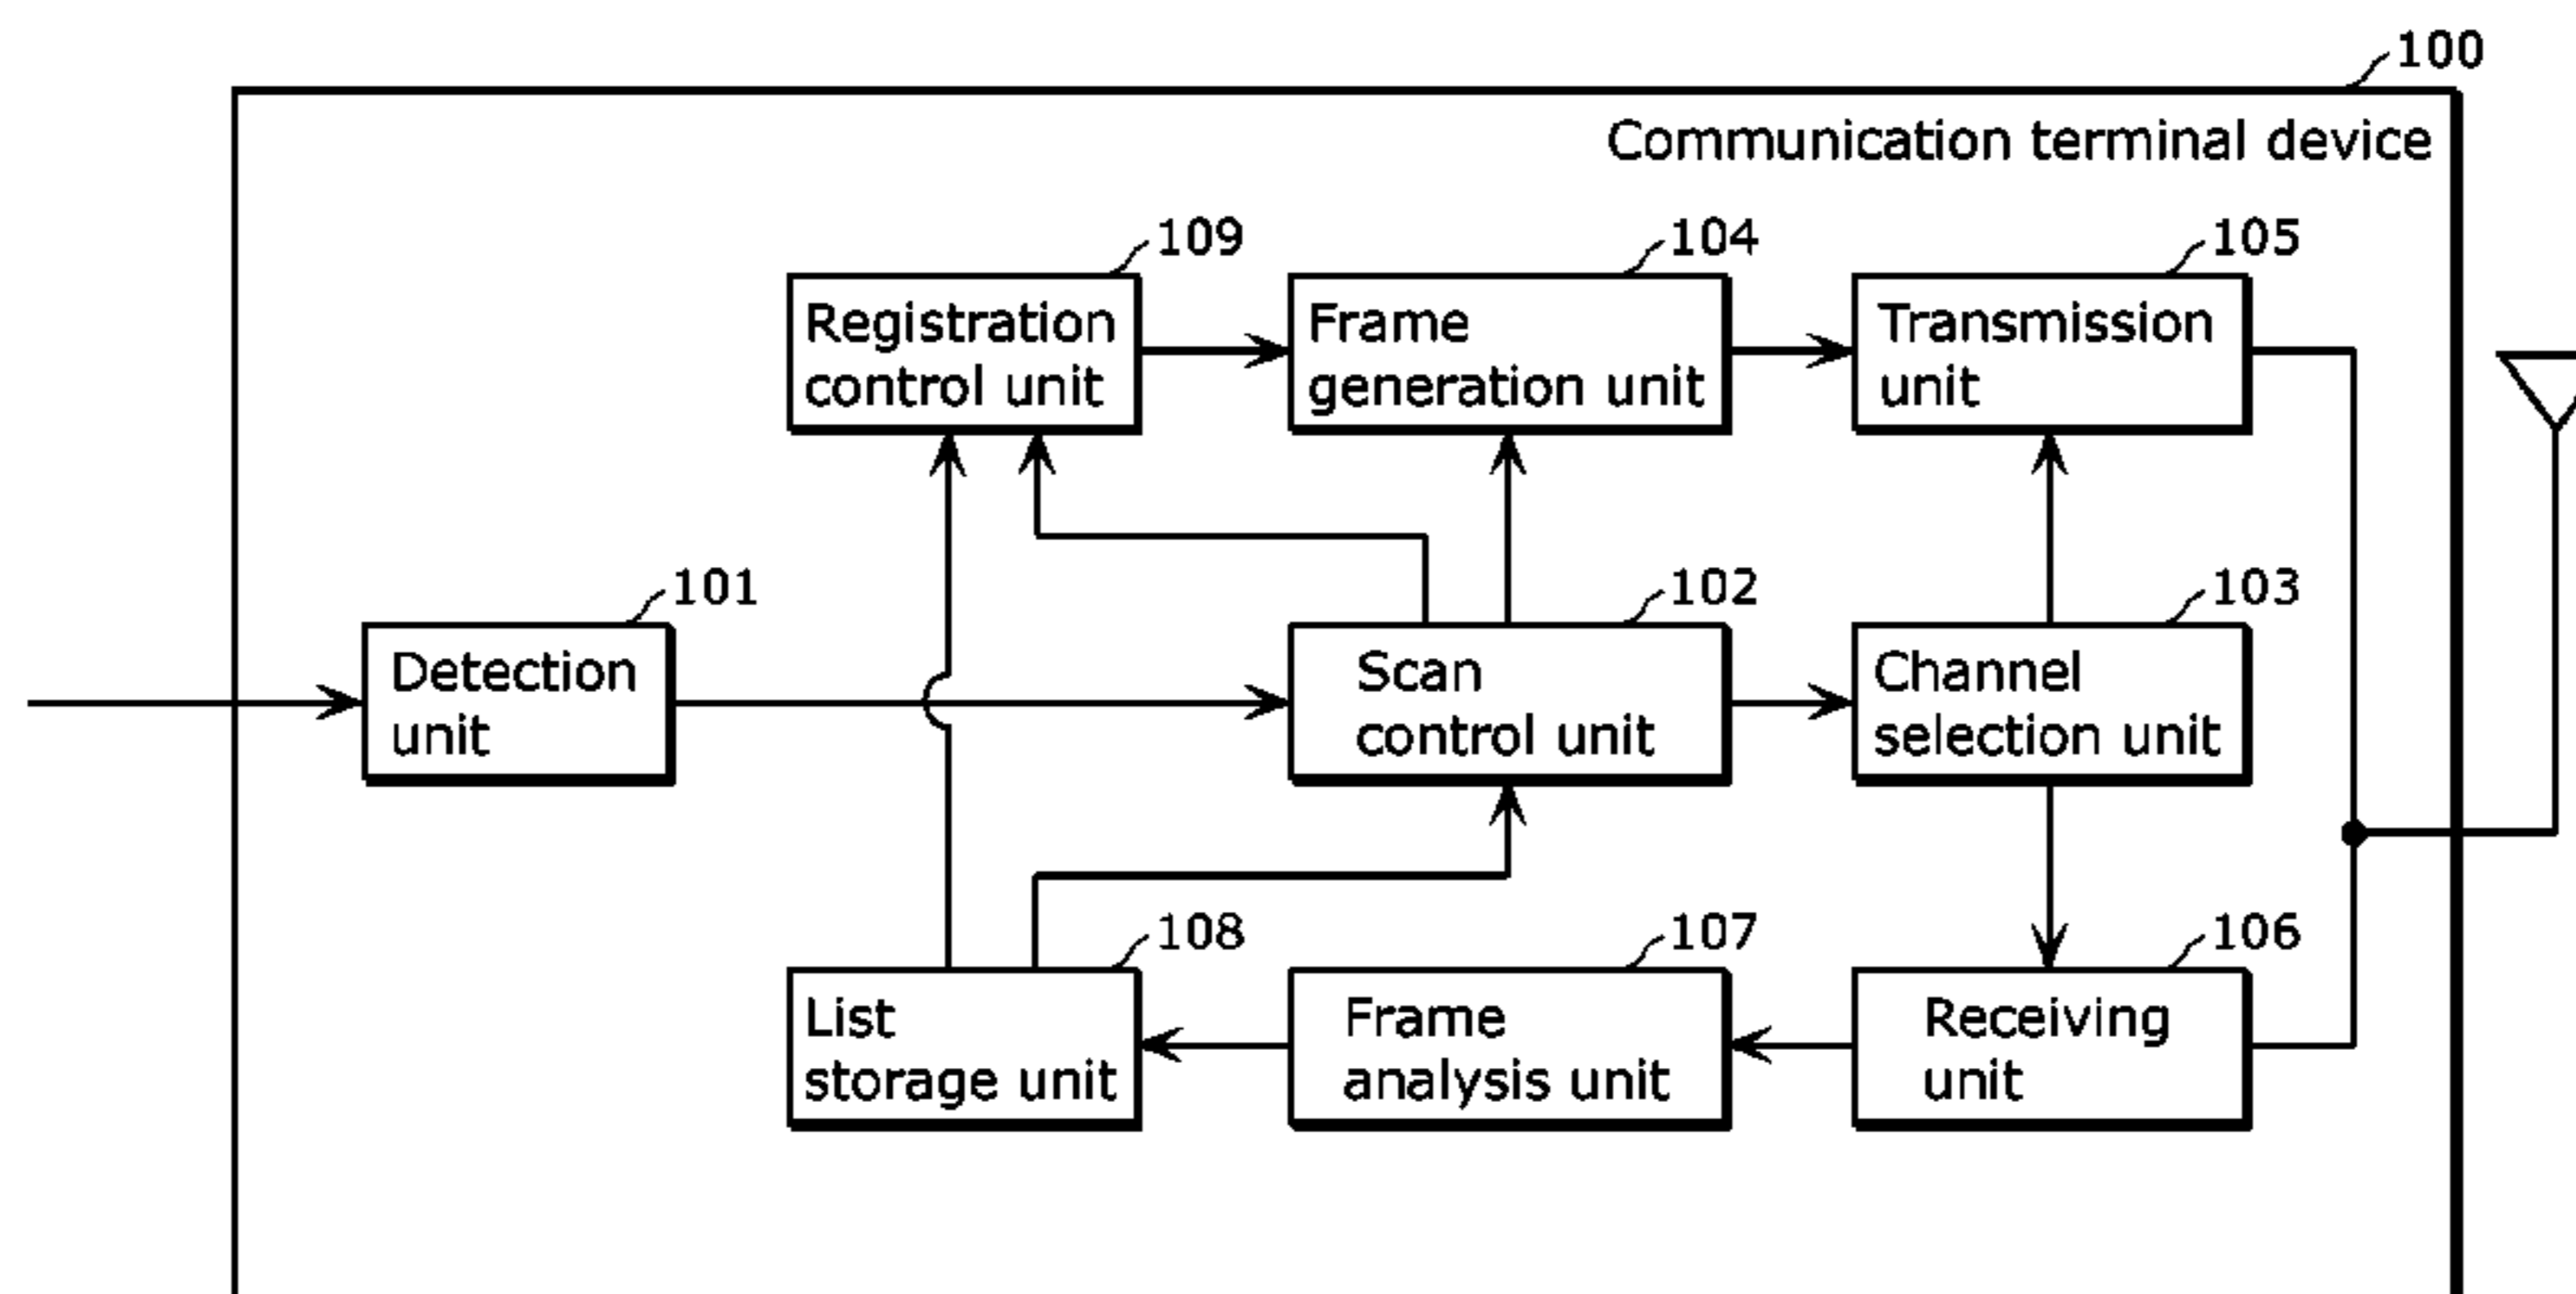 100
Communication terminal device
109
104
105
Registration
control unit
Frame
generation unit
Transmission
unit
101
102
103
Detection
unit
Scan
control unit
Channel
selection unit
108
107
106
List
storage unit
Frame
analysis unit
Receiving
unit